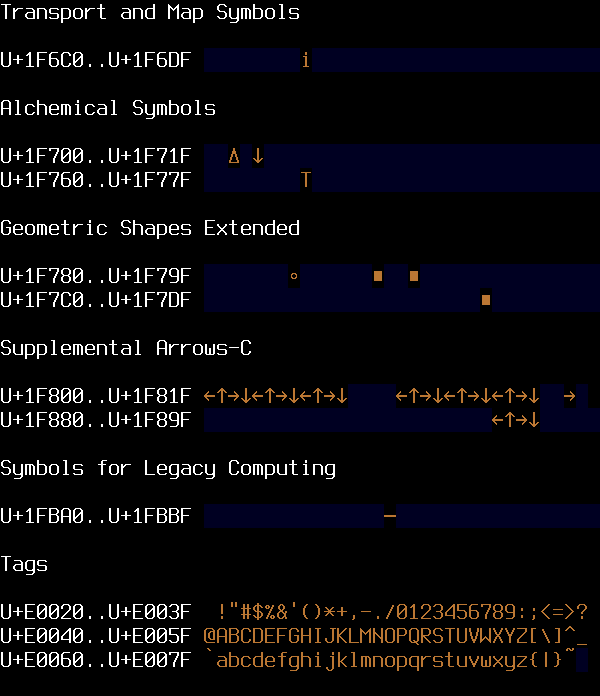 Transport and Map Symbols
U+1F6C0..U+1F6DF i
Alchemical Symbols
U+1F700..U+1F71F Δ ↓
U+1F760..U+1F77F T
Geometric Shapes Extended
U+1F780..U+1F79F ∘ ■ ■
U+1F7C0..U+1F7DF ■
Supplemental Arrows-C
U+1F800..U+1F81F ←↑→↓←↑→↓←↑→↓ ←↑→↓←↑→↓←↑→↓ →
U+1F880..U+1F89F ←↑→↓
Symbols for Legacy Computing
U+1FBA0..U+1FBBF ─
Tags
U+E0020..U+E003F !"#$%&'()*+,-./0123456789:;<=>?
U+E0040..U+E005F @ABCDEFGHIJKLMNOPQRSTUVWXYZ[\]^_
U+E0060..U+E007F `abcdefghijklmnopqrstuvwxyz{|}~